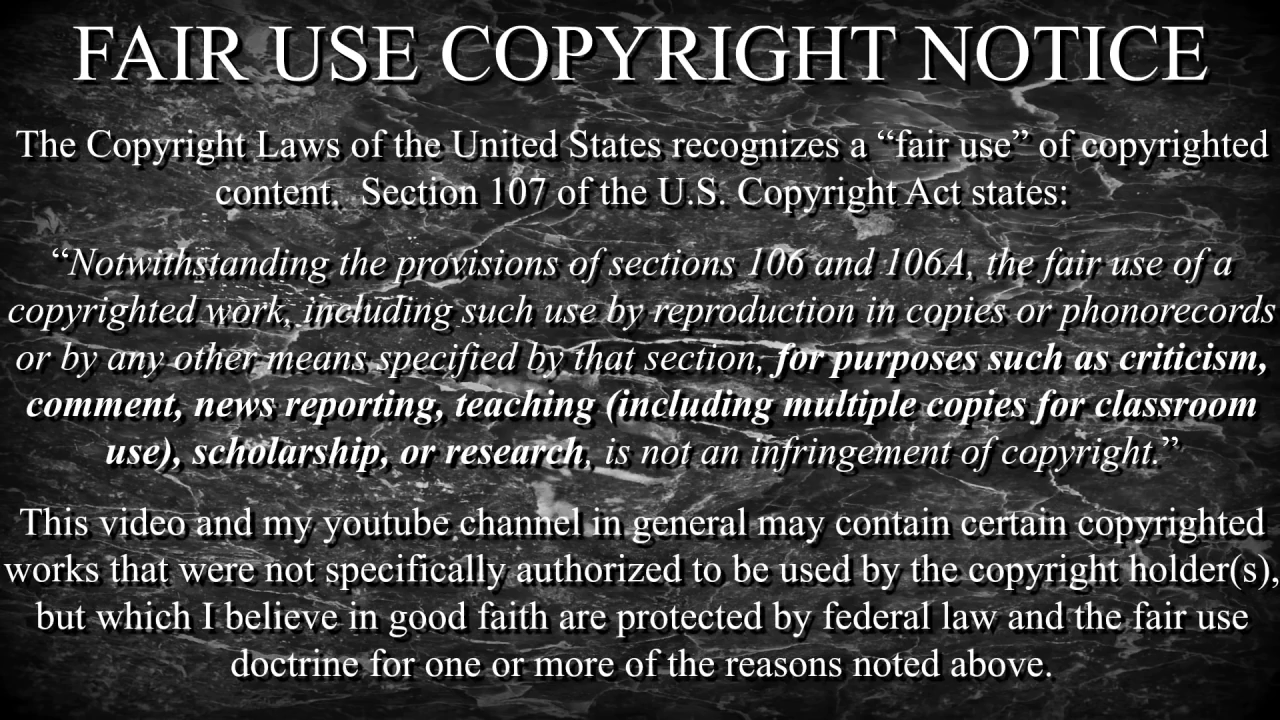 FAIR USE COPYRIGHT NOTICE
The Copyright Laws of the United States recognizes a “fair use” of copyrighted
content.  Section 107 of the U.S. Copyright Act states:
“Notwithstanding the provisions of sections 106 and 106A, the fair use of a
copyrighted work, including such use by reproduction in copies or phonorecords
or by any other means specified by that section, for purposes such as criticism,
comment, news reporting, teaching (including multiple copies for classroom
use), scholarship, or research, is not an infringement of copyright.”
This video and my youtube channel in general may contain certain copyrighted
works that were not specifically authorized to be used by the copyright holder(s),
but which I believe in good faith are protected by federal law and the fair use
doctrine for one or more of the reasons noted above.